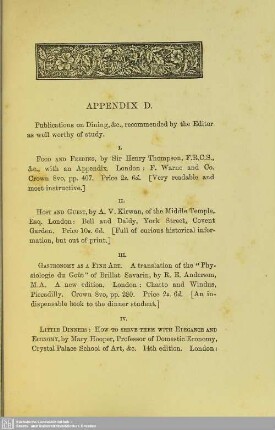 APPENDIX D.
Publications on Dining, &c., recommended by the Editor
as well worthy of study.
I.
FOOD AND FEEDING, by Sir Henry Thompson, F.R.C.S.,
&c., with an Appendix. London: F. Warne and Co.
Crown 8vo, pp. 467. Price 2s. 6d. [Very readable and
most instructive.]
II.
HOST AND GUEST, by A. V. Kirwan, of the Middle Temple,
Esq. London: Bell and Daldy, York Street, Covent
Garden. Price 10s. 6d. [Full of curious historical infor-
mation, but out of print.]
III.
GASTRONOMY AS A FINE ART. A translation of the "Phy-
siologie du Goût" of Brillat Savarin, by R. E. Anderson,
M.A. A new edition. London: Chatto and Windus,
Piccadilly. Crown 8vo, pp. 280. Price 2s. 6d. [An in-
dispensable book to the dinner student.]
IV.
LITTLE DINNERS: HOW TO SERVE THEM WITH ELEGANCE AND
ECONOMY, by Mary Hooper, Professor of Domestic Economy,
Crystal Palace School of Art, &c. 14th edition. London: